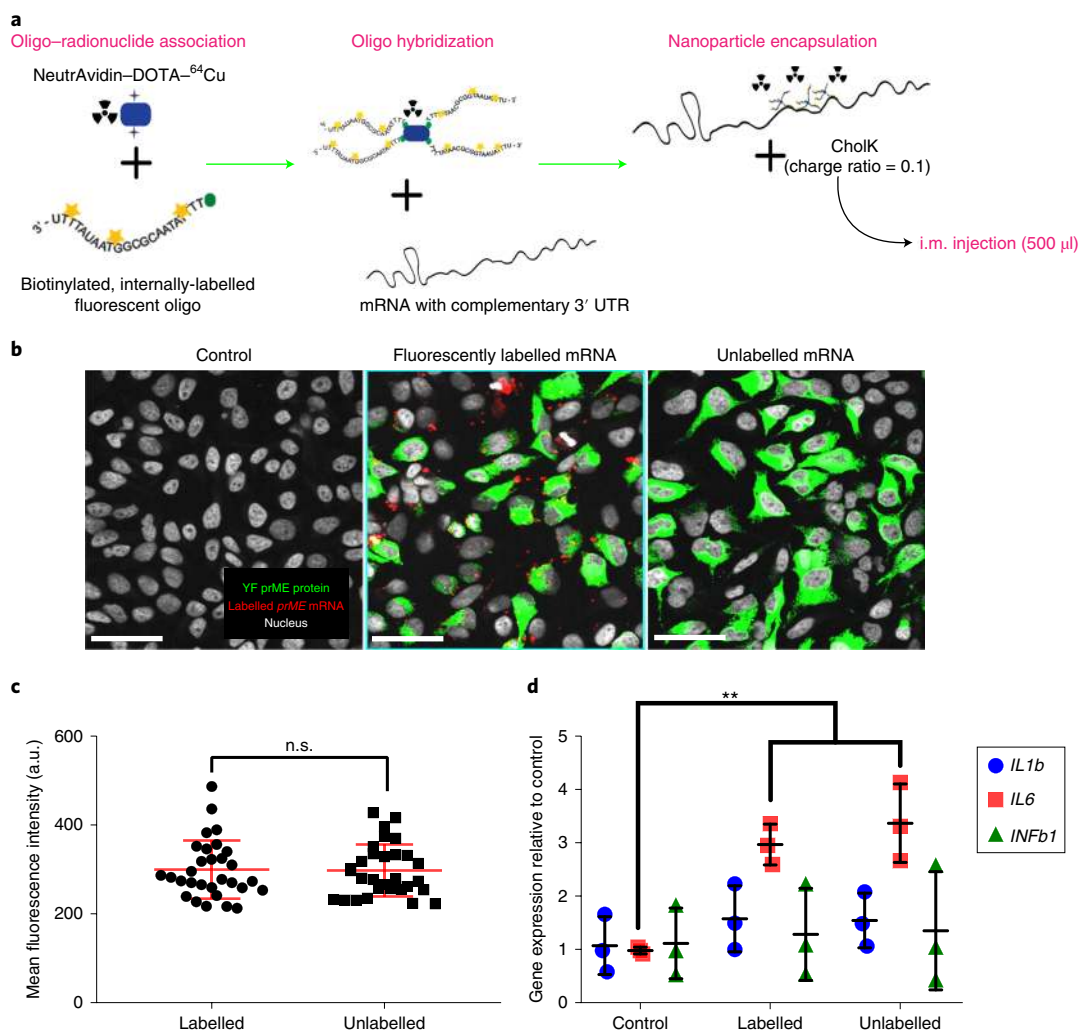 a
Oligo–radionuclide association
NeutrAvidin–DOTA–⁶⁴Cu
3′ - UTTTAUAATGGCGCAATATTTT
Biotinylated, internally-labelled
fluorescent oligo
Oligo hybridization
mRNA with complementary 3′ UTR
Nanoparticle encapsulation
CholK
(charge ratio = 0.1)
i.m. injection (500 µl)
b
Control
Fluorescently labelled mRNA
Unlabelled mRNA
YF prME protein
Labelled prME mRNA
Nucleus
c
Mean fluorescence intensity (a.u.)
600
400
200
0
n.s.
Labelled
Unlabelled
d
Gene expression relative to control
5
4
3
2
1
0
**
Control
Labelled
Unlabelled
IL1b
IL6
INFb1